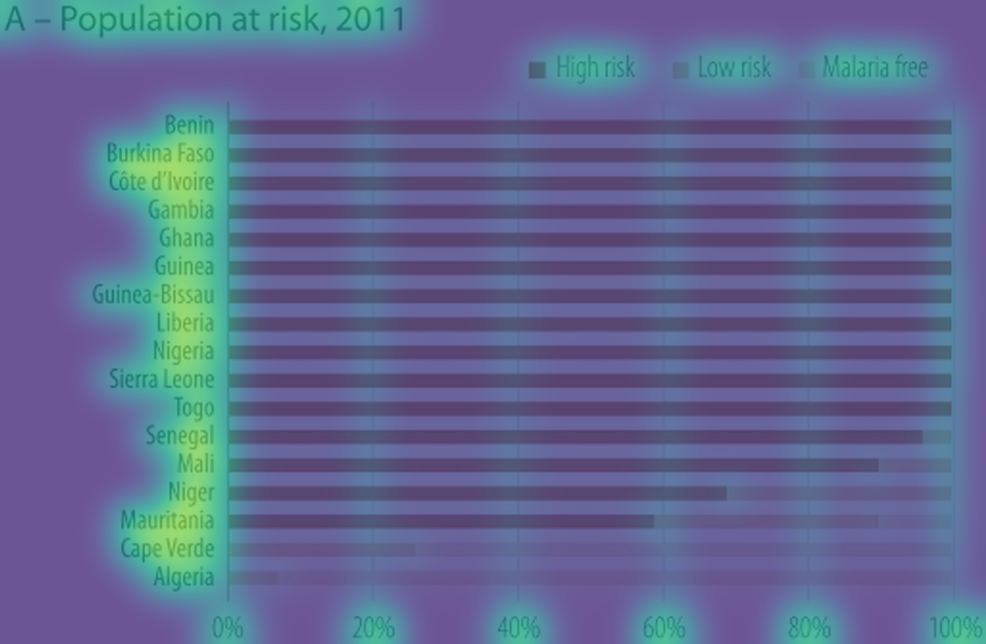 A – Population at risk, 2011
High risk Low risk Malaria free
Benin
Burkina Faso
Côte d'Ivoire
Gambia
Ghana
Guinea
Guinea-Bissau
Liberia
Nigeria
Sierra Leone
Togo
Senegal
Mali
Niger
Mauritania
Cape Verde
Algeria
0% 20% 40% 60% 80% 100%